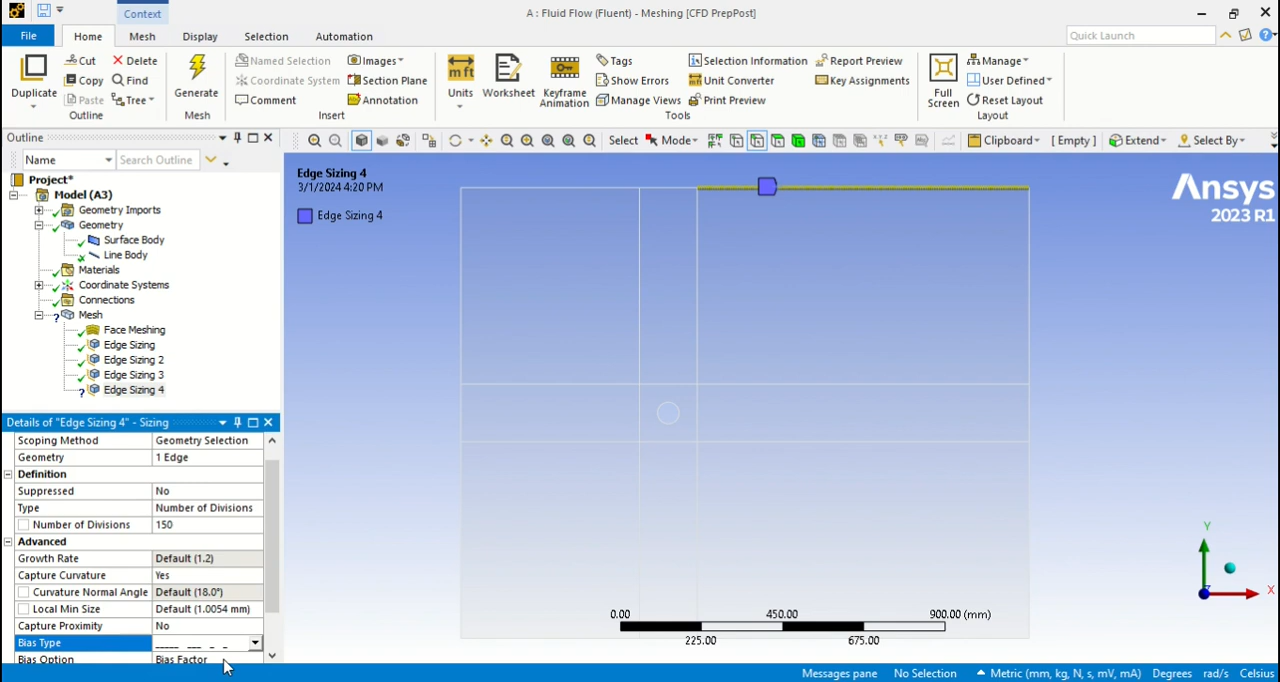 Context
A : Fluid Flow (Fluent) - Meshing [CFD PrepPost]
File Home Mesh Display Selection Automation
Quick Launch
Duplicate
Cut
Copy
Paste
Delete
Find
Tree
Outline
Generate
Mesh
Named Selection
Coordinate System
Comment
Images
Section Plane
Annotation
Insert
Units
Worksheet
Keyframe
Animation
Tags
Show Errors
Manage Views
Selection Information
Unit Converter
Print Preview
Report Preview
Key Assignments
Tools
Full
Screen
Manage
User Defined
Reset Layout
Layout
Outline
Name Search Outline
Select Mode Clipboard [ Empty ] Extend Select By
Project*
Model (A3)
Geometry Imports
Geometry
Surface Body
Line Body
Materials
Coordinate Systems
Connections
Mesh
Face Meshing
Edge Sizing
Edge Sizing 2
Edge Sizing 3
Edge Sizing 4
Details of "Edge Sizing 4" - Sizing
Scoping Method Geometry Selection
Geometry 1 Edge
Definition
Suppressed No
Type Number of Divisions
Number of Divisions 150
Advanced
Growth Rate Default (1.2)
Capture Curvature Yes
Curvature Normal Angle Default (18.0°)
Local Min Size Default (1.0054 mm)
Capture Proximity No
Bias Type
Bias Option Bias Factor
Edge Sizing 4
3/1/2024 4:20 PM
Edge Sizing 4
Ansys
2023 R1
0.00 450.00 900.00 (mm)
225.00 675.00
Y
X
Messages pane No Selection Metric (mm, kg, N, s, mV, mA) Degrees rad/s Celsius